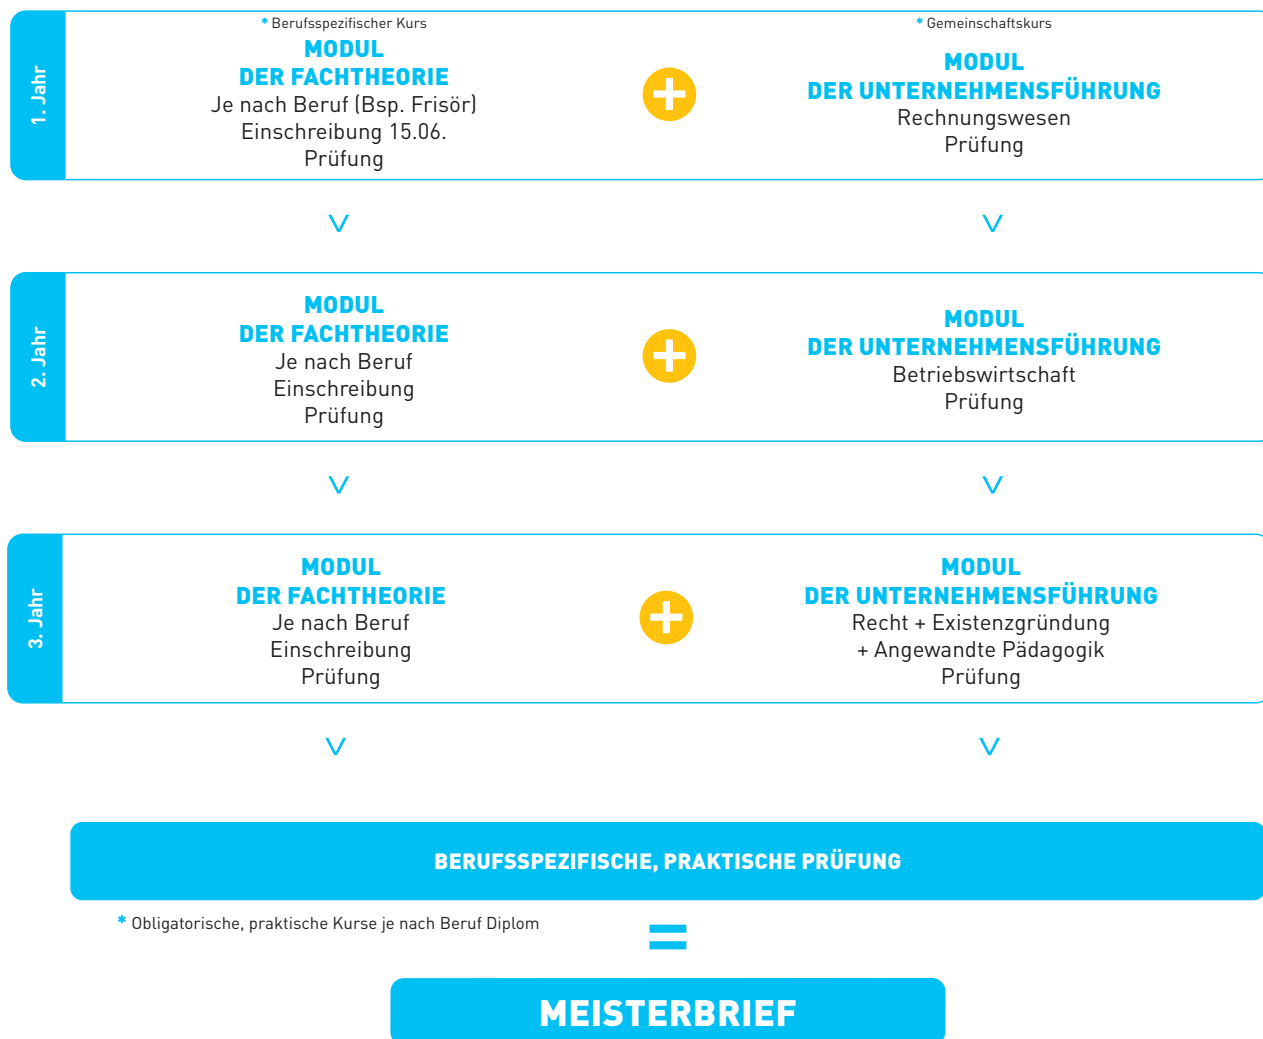 1. Jahr
* Berufsspezifischer Kurs
MODUL
DER FACHTHEORIE
Je nach Beruf (Bsp. Frisör)
Einschreibung 15.06.
Prüfung
+
* Gemeinschaftskurs
MODUL
DER UNTERNEHMENSFÜHRUNG
Rechnungswesen
Prüfung
2. Jahr
MODUL
DER FACHTHEORIE
Je nach Beruf
Einschreibung
Prüfung
+
MODUL
DER UNTERNEHMENSFÜHRUNG
Betriebswirtschaft
Prüfung
3. Jahr
MODUL
DER FACHTHEORIE
Je nach Beruf
Einschreibung
Prüfung
+
MODUL
DER UNTERNEHMENSFÜHRUNG
Recht + Existenzgründung
+ Angewandte Pädagogik
Prüfung
BERUFSSPEZIFISCHE, PRAKTISCHE PRÜFUNG
* Obligatorische, praktische Kurse je nach Beruf Diplom
=
MEISTERBRIEF